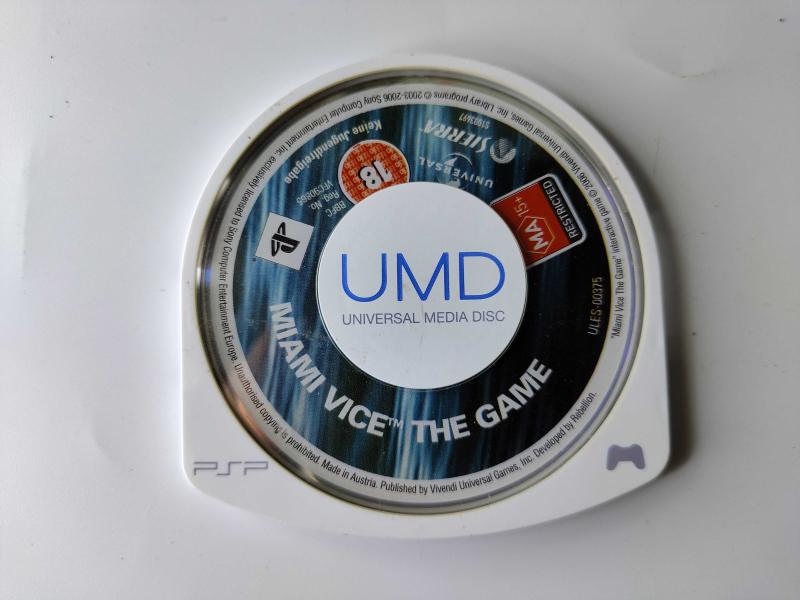 UMD
UNIVERSAL MEDIA DISC
MIAMI VICE™ THE GAME
PSP
SIERRA
UNIVERSAL
51003697
18
BBFC
Reg. No.
VFC30865
Keine Jugendfreigabe
MA 15+
RESTRICTED
ULES-00375
"Miami Vice The Game" interactive game © 2006 Vivendi Universal Games, Inc. Library programs © 2003-2006 Sony Computer Entertainment Inc. exclusively licensed to Sony Computer Entertainment Europe. Unauthorised copying is prohibited. Made in Austria. Published by Vivendi Universal Games, Inc. Developed by Rebellion.